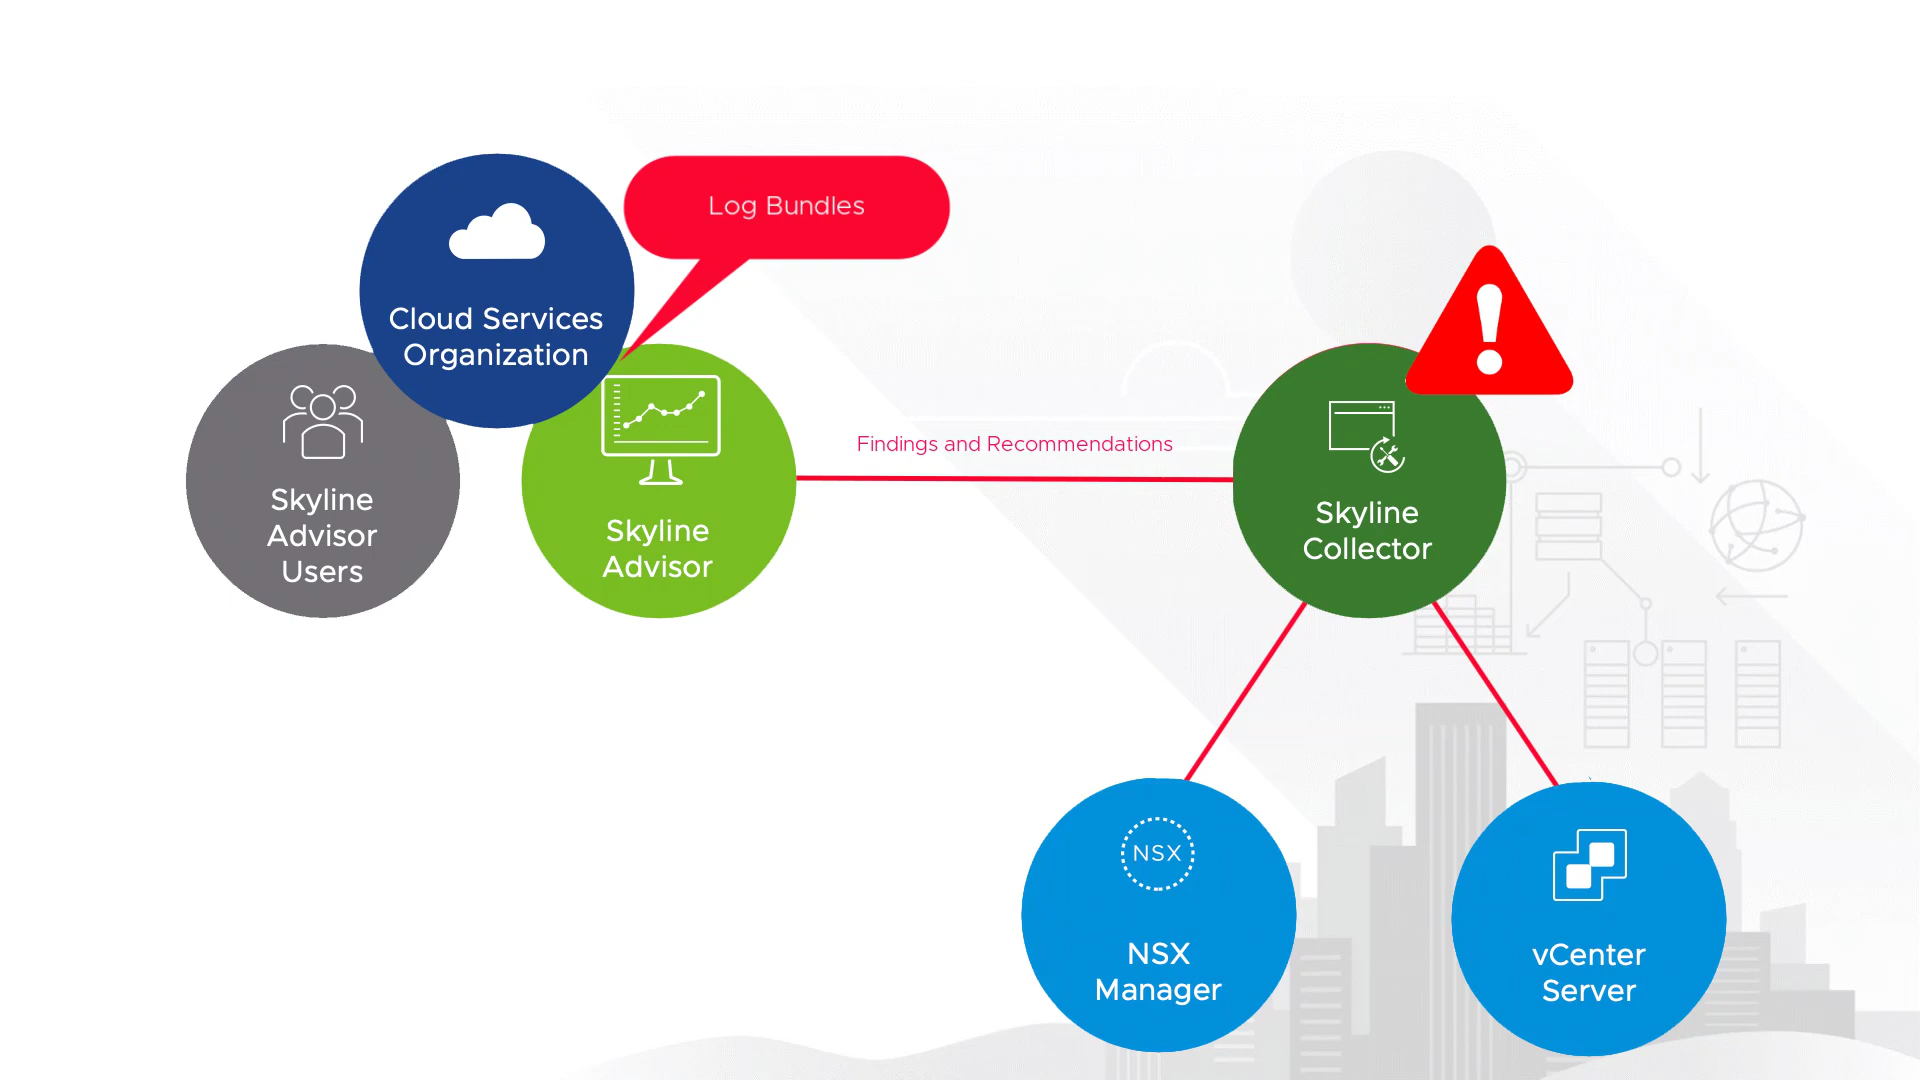 Log Bundles
Cloud Services
Organization
Skyline
Advisor
Users
Skyline
Advisor
Findings and Recommendations
Skyline
Collector
NSX
NSX
Manager
vCenter
Server